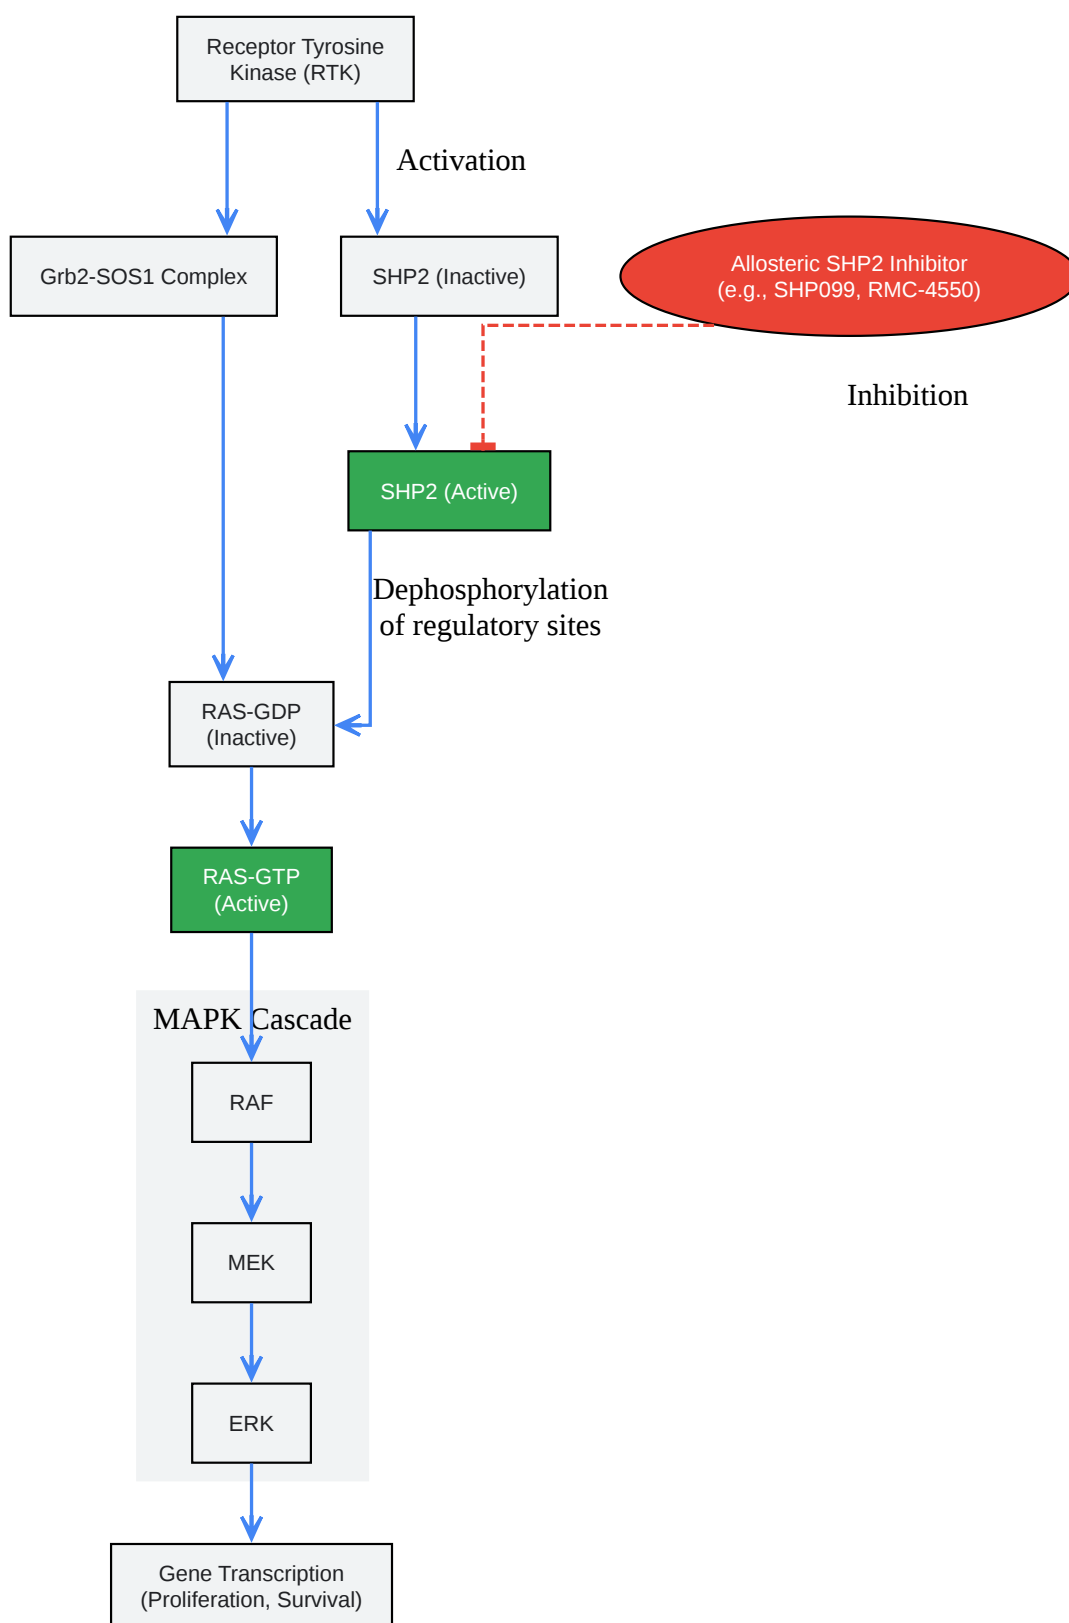 Receptor Tyrosine
Kinase (RTK)
Activation
Grb2-SOS1 Complex
SHP2 (Inactive)
Allosteric SHP2 Inhibitor
(e.g., SHP099, RMC-4550)
Inhibition
SHP2 (Active)
Dephosphorylation
of regulatory sites
RAS-GDP
(Inactive)
RAS-GTP
(Active)
MAPK Cascade
RAF
MEK
ERK
Gene Transcription
(Proliferation, Survival)